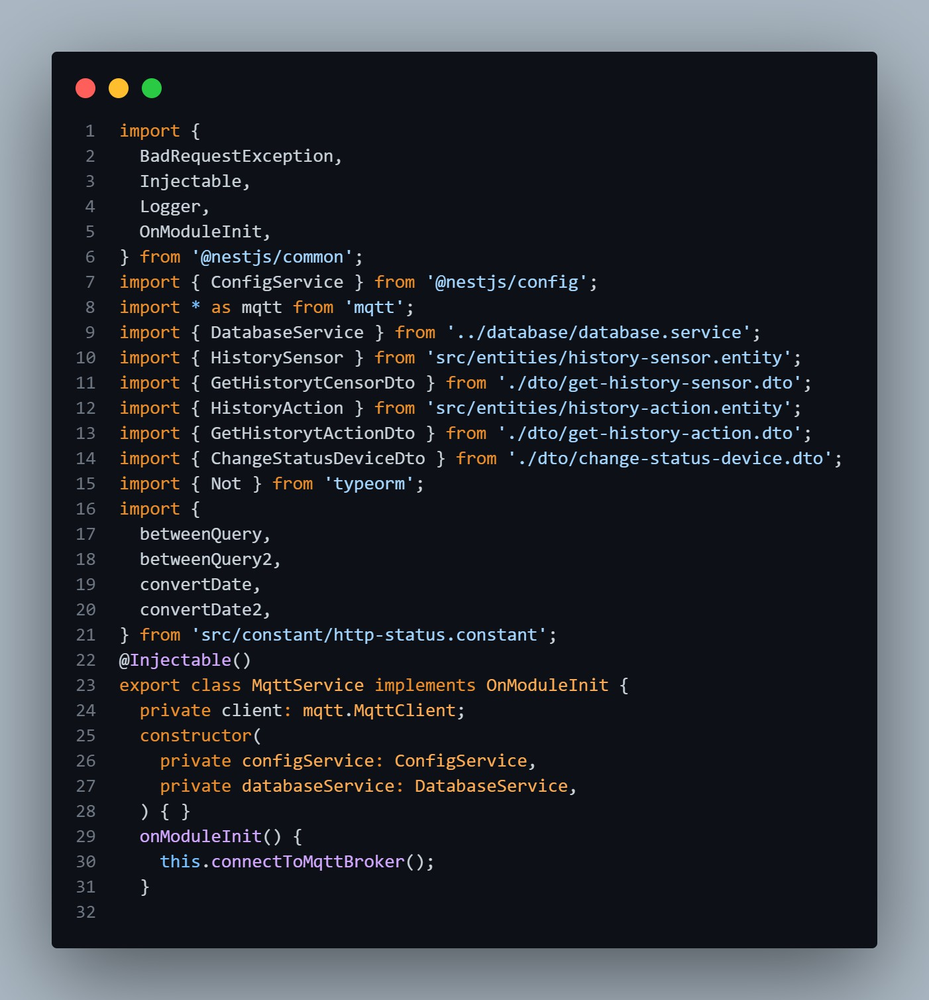 1 import {
2   BadRequestException,
3   Injectable,
4   Logger,
5   OnModuleInit,
6 } from '@nestjs/common';
7 import { ConfigService } from '@nestjs/config';
8 import * as mqtt from 'mqtt';
9 import { DatabaseService } from '../database/database.service';
10 import { HistorySensor } from 'src/entities/history-sensor.entity';
11 import { GetHistorytCensorDto } from './dto/get-history-sensor.dto';
12 import { HistoryAction } from 'src/entities/history-action.entity';
13 import { GetHistorytActionDto } from './dto/get-history-action.dto';
14 import { ChangeStatusDeviceDto } from './dto/change-status-device.dto';
15 import { Not } from 'typeorm';
16 import {
17   betweenQuery,
18   betweenQuery2,
19   convertDate,
20   convertDate2,
21 } from 'src/constant/http-status.constant';
22 @Injectable()
23 export class MqttService implements OnModuleInit {
24   private client: mqtt.MqttClient;
25   constructor(
26     private configService: ConfigService,
27     private databaseService: DatabaseService,
28   ) { }
29   onModuleInit() {
30     this.connectToMqttBroker();
31   }
32